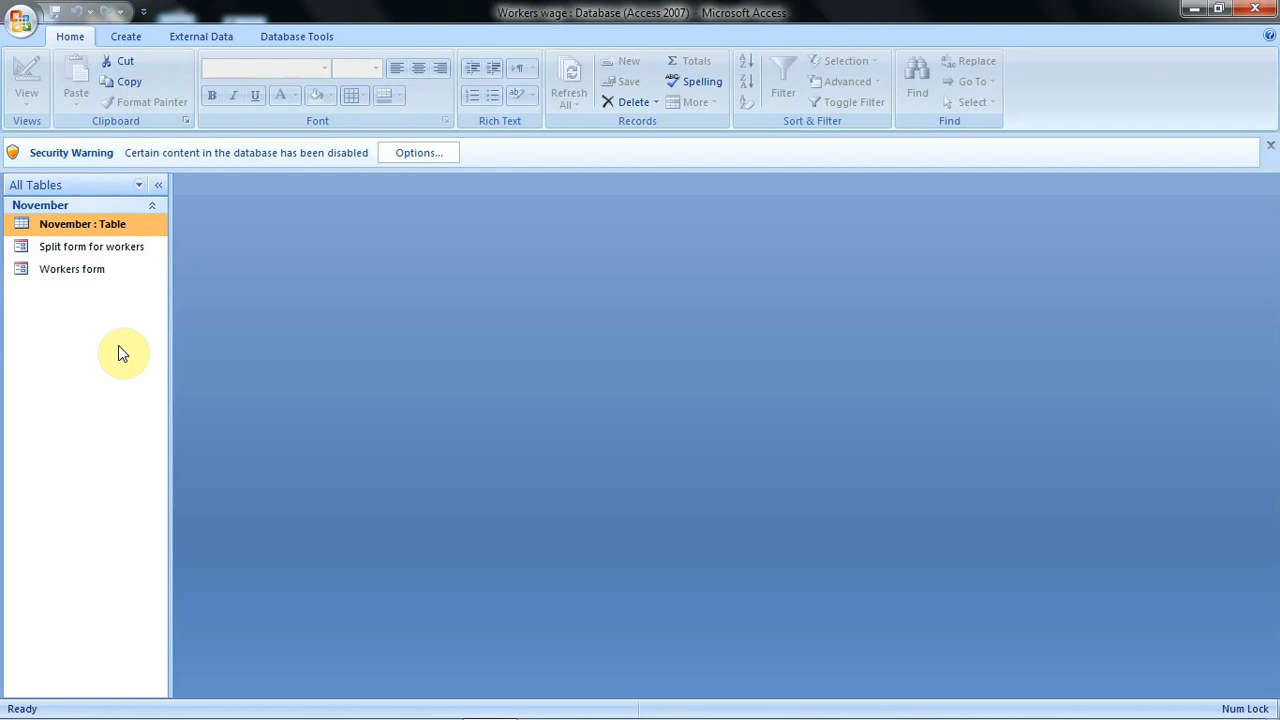 Workers wage : Database (Access 2007) – Microsoft Access
Home Create External Data Database Tools
View
Views
Paste
Cut
Copy
Format Painter
Clipboard
B I U A
Font
Rich Text
Refresh
All
New
Save
Delete
Totals
Spelling
More
Records
Filter
Selection
Advanced
Toggle Filter
Sort & Filter
Find
Replace
Go To
Select
Find
Security Warning Certain content in the database has been disabled Options...
All Tables
November
November : Table
Split form for workers
Workers form
Ready Num Lock